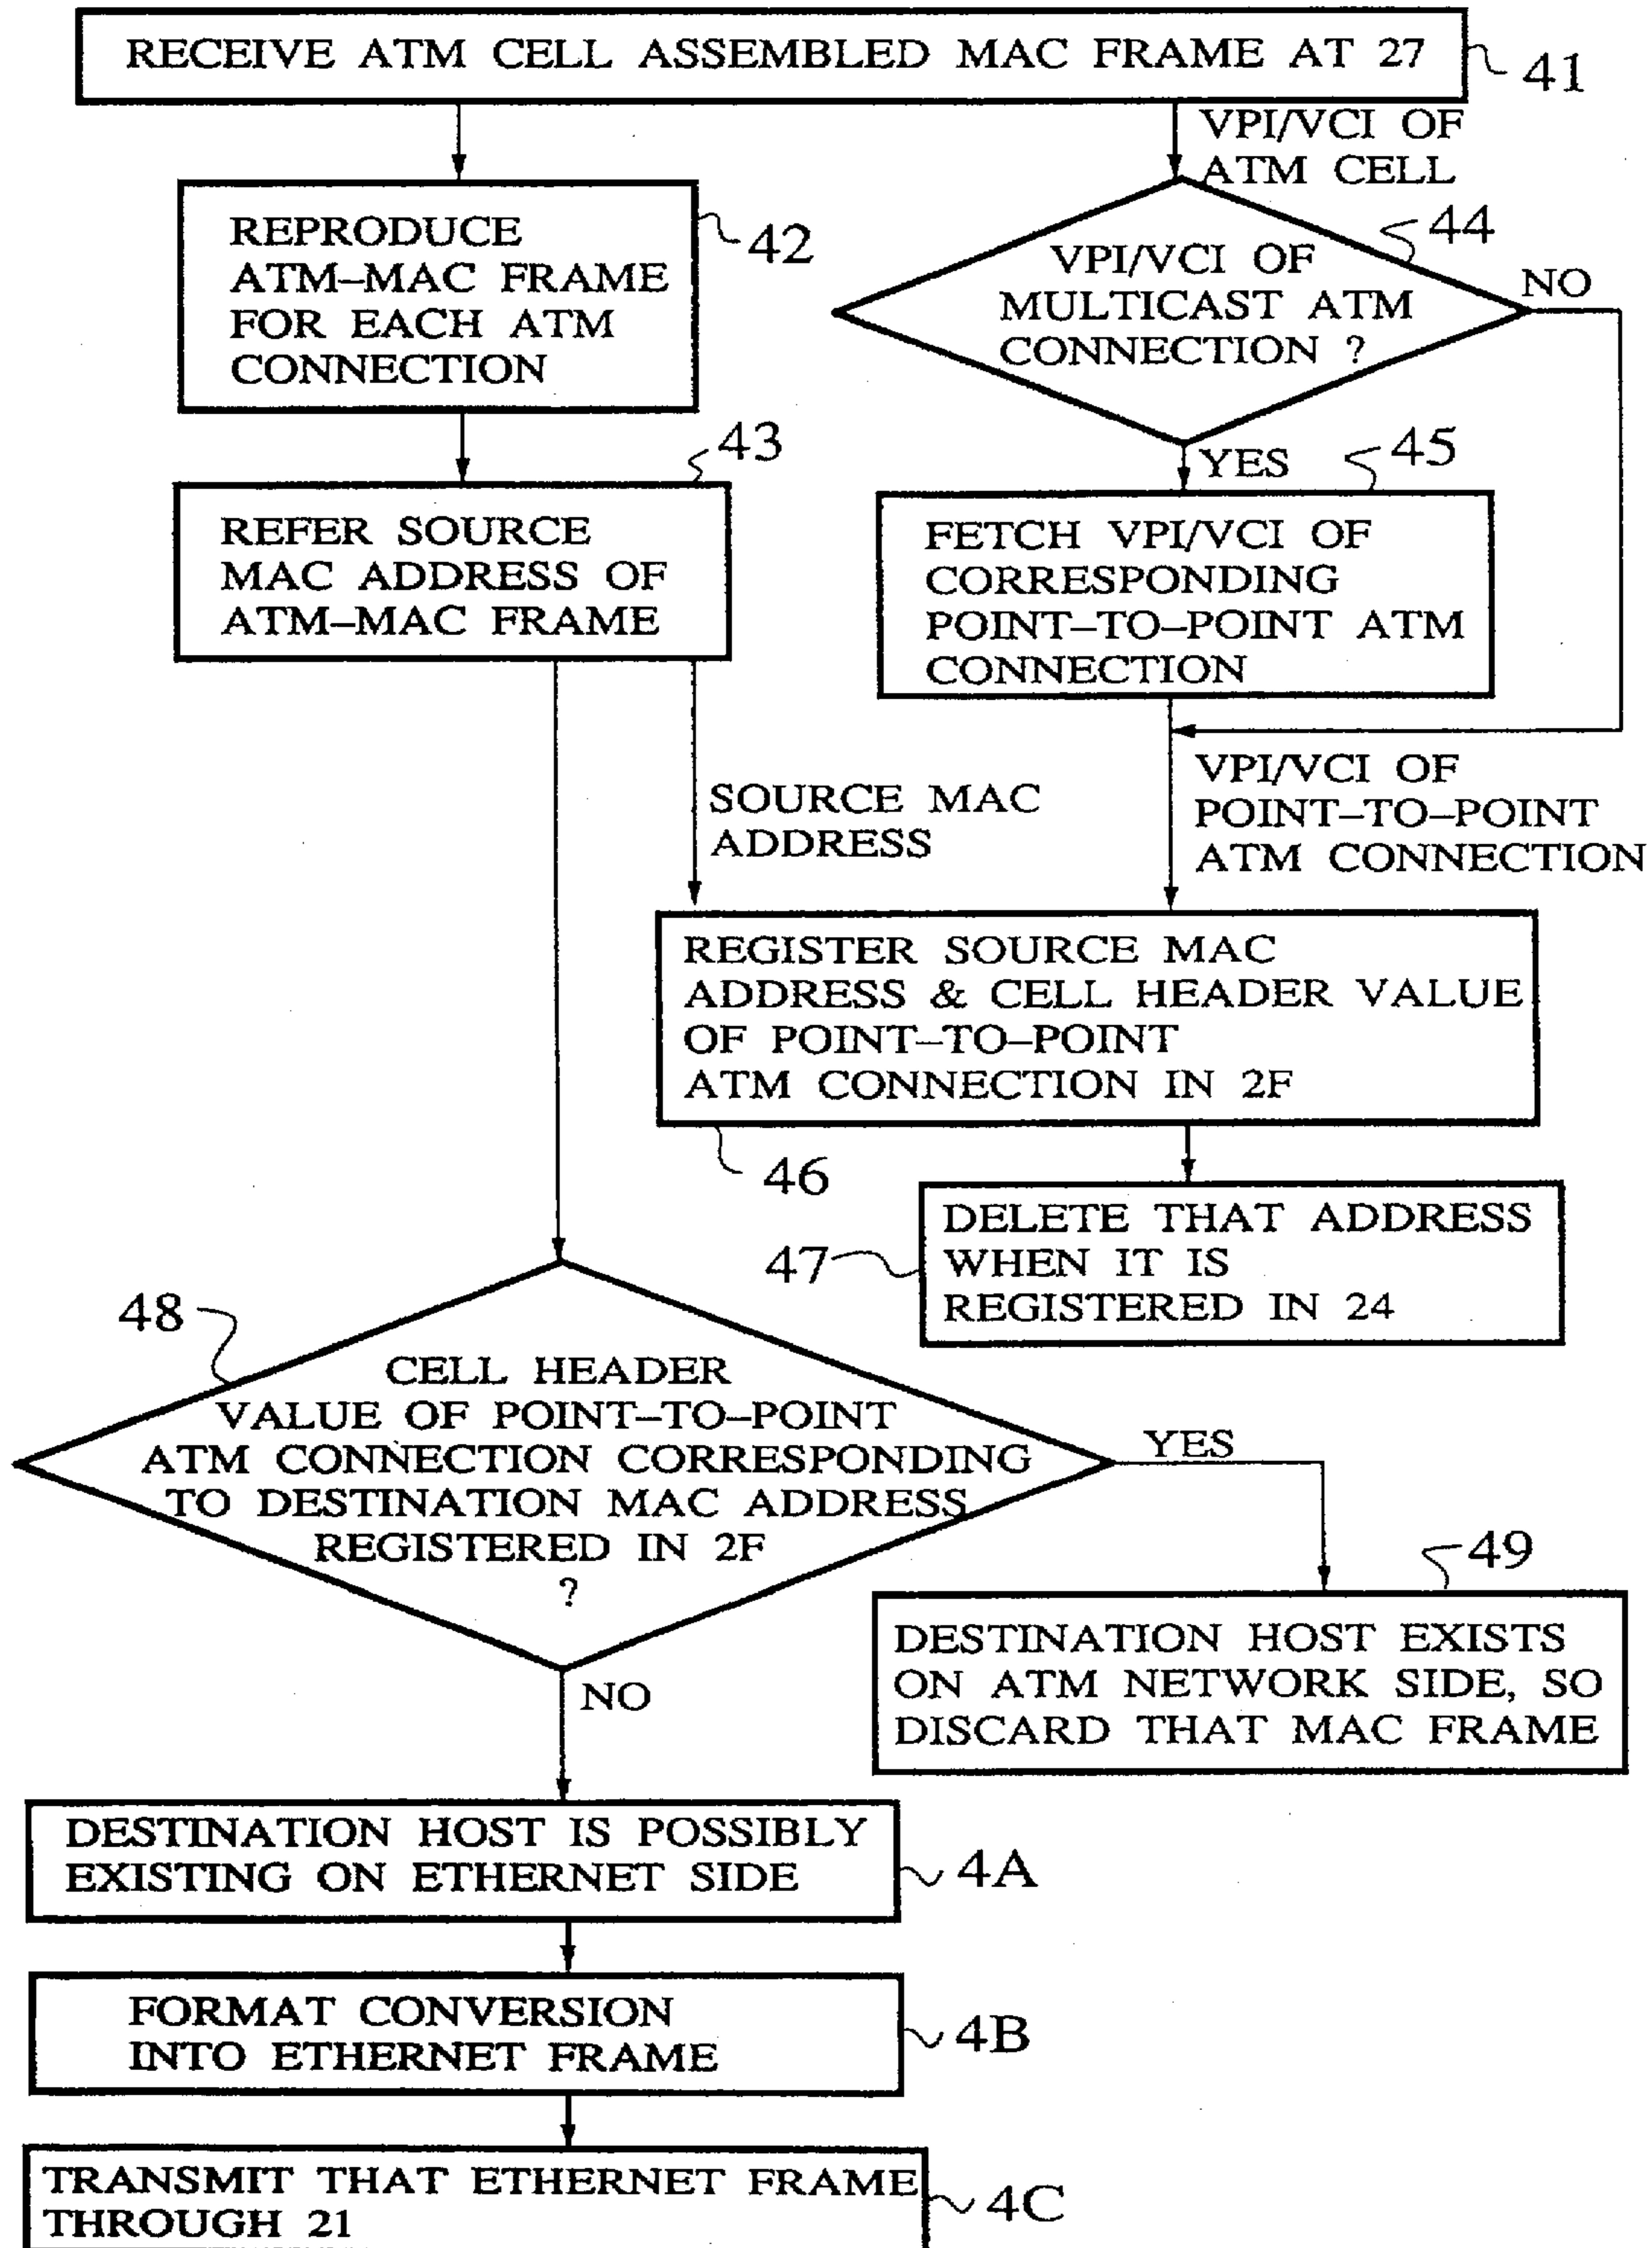 RECEIVE ATM CELL ASSEMBLED MAC FRAME AT 27
41
VPI/VCI OF
ATM CELL
REPRODUCE
ATM–MAC FRAME
FOR EACH ATM
CONNECTION
42
VPI/VCI OF
MULTICAST ATM
CONNECTION ?
44
NO
YES
43
REFER SOURCE
MAC ADDRESS OF
ATM–MAC FRAME
45
FETCH VPI/VCI OF
CORRESPONDING
POINT–TO–POINT ATM
CONNECTION
SOURCE MAC
ADDRESS
VPI/VCI OF
POINT–TO–POINT
ATM CONNECTION
REGISTER SOURCE MAC
ADDRESS & CELL HEADER VALUE
OF POINT–TO–POINT
ATM CONNECTION IN 2F
46
47
DELETE THAT ADDRESS
WHEN IT IS
REGISTERED IN 24
48
CELL HEADER
VALUE OF POINT–TO–POINT
ATM CONNECTION CORRESPONDING
TO DESTINATION MAC ADDRESS
REGISTERED IN 2F
?
YES
49
DESTINATION HOST EXISTS
ON ATM NETWORK SIDE, SO
DISCARD THAT MAC FRAME
NO
DESTINATION HOST IS POSSIBLY
EXISTING ON ETHERNET SIDE
4A
FORMAT CONVERSION
INTO ETHERNET FRAME
4B
TRANSMIT THAT ETHERNET FRAME
THROUGH 21
4C